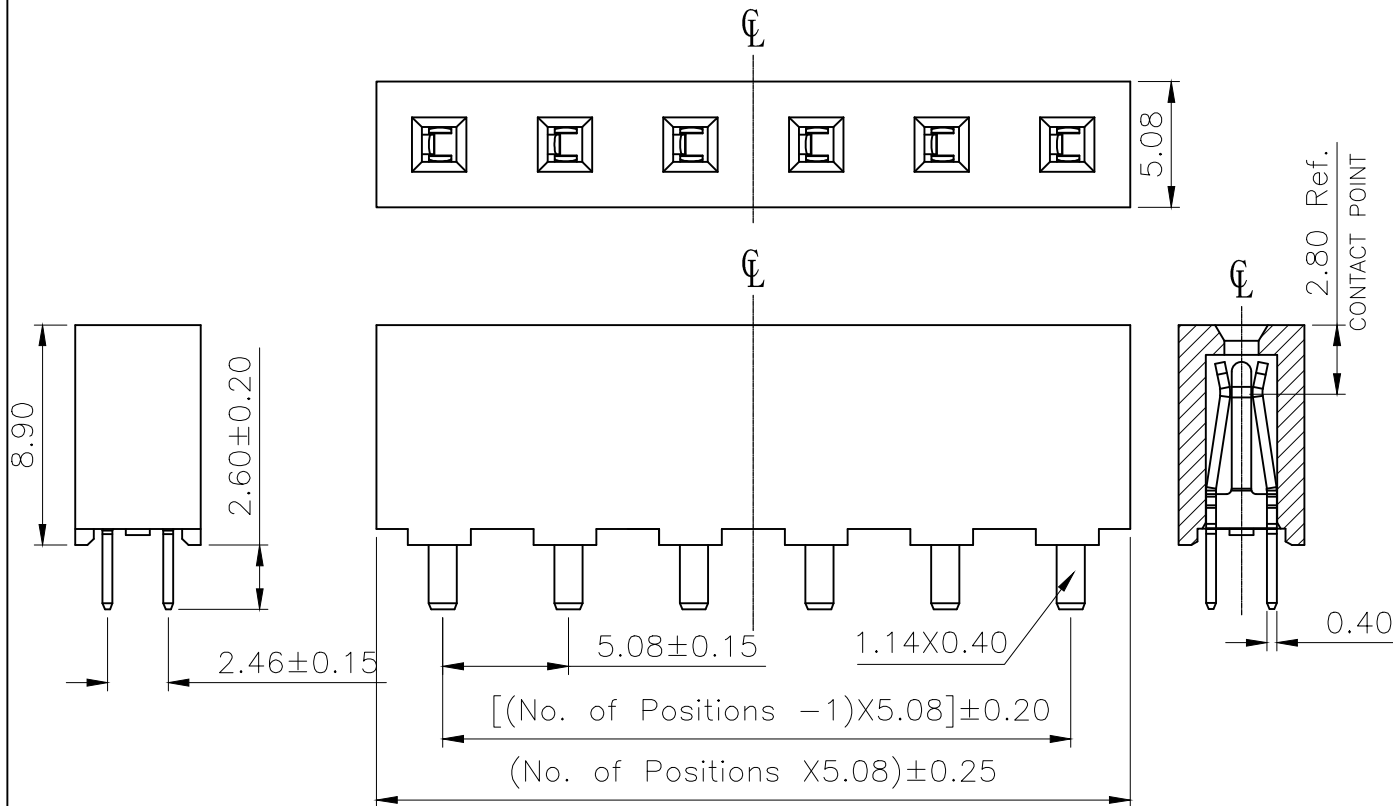 ℄
5.08
2.80 Ref.
CONTACT POINT
℄
℄
8.90
2.60±0.20
2.46±0.15
5.08±0.15
1.14X0.40
0.40
[(No. of Positions −1)X5.08]±0.20
(No. of Positions X5.08)±0.25